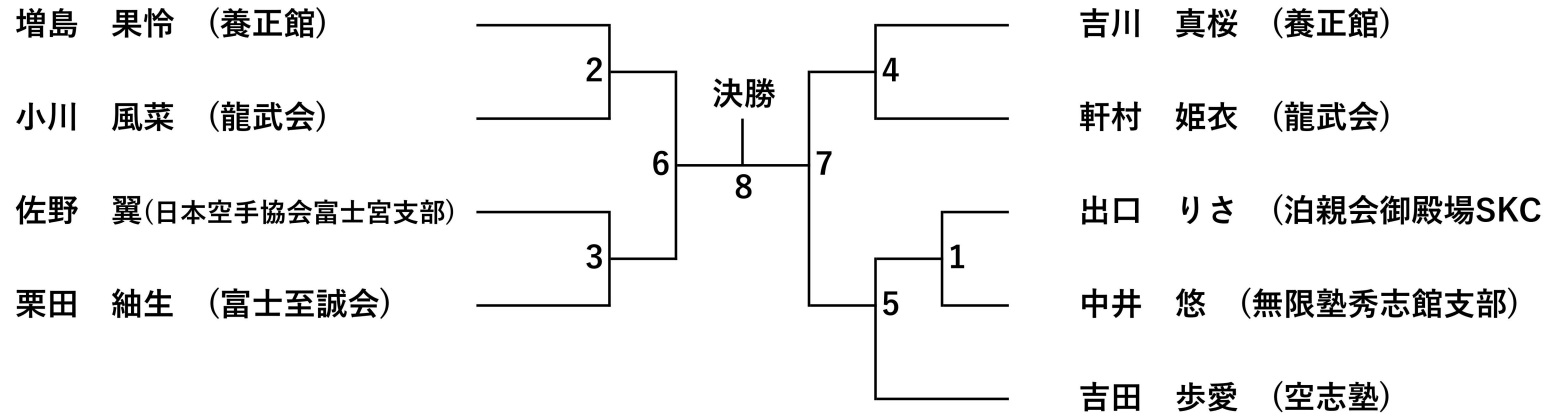 増島　果怜　（養正館）
小川　風菜　（龍武会）
佐野　翼(日本空手協会富士宮支部)
栗田　紬生　（富士至誠会）
2
3
6
決勝
8
7
4
5
1
吉川　真桜　（養正館）
軒村　姫衣　（龍武会）
出口　りさ　（泊親会御殿場SKC
中井　悠　（無限塾秀志館支部）
吉田　歩愛　（空志塾）